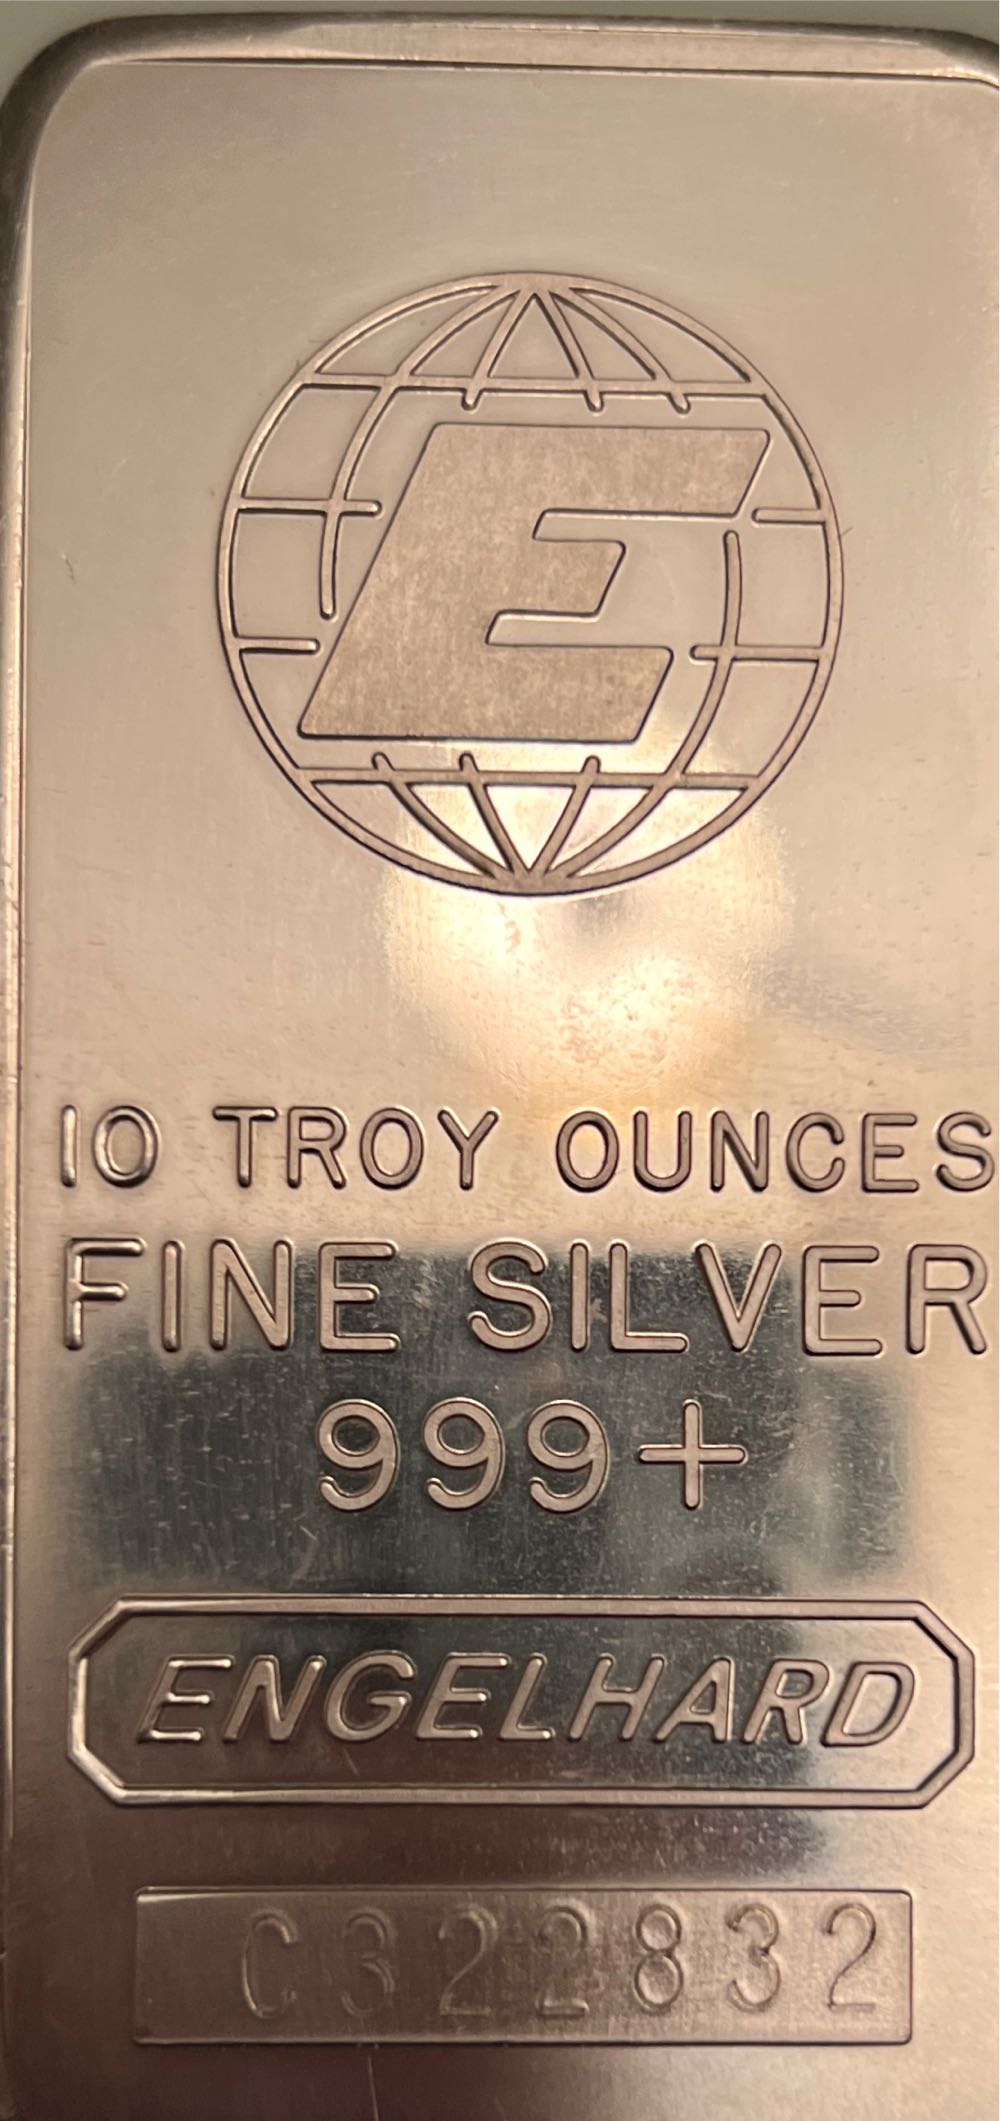 E
10 TROY OUNCES
FINE SILVER
999+
ENGELHARD
C322832